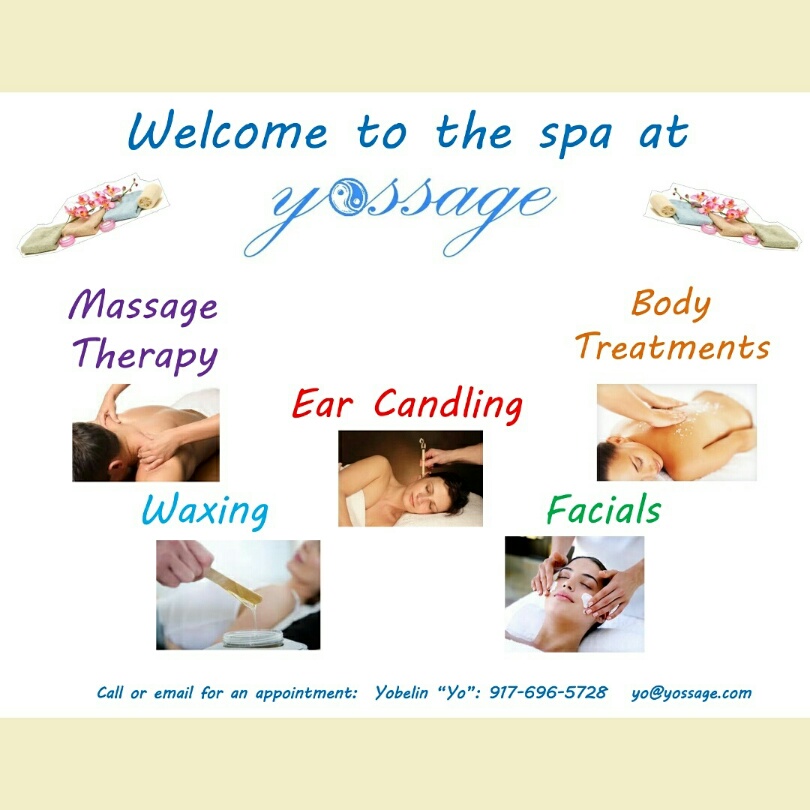 Welcome to the spa at
yossage
Massage
Therapy
Body
Treatments
Ear Candling
Waxing
Facials
Call or email for an appointment: Yobelin “Yo”: 917-696-5728 yo@yossage.com